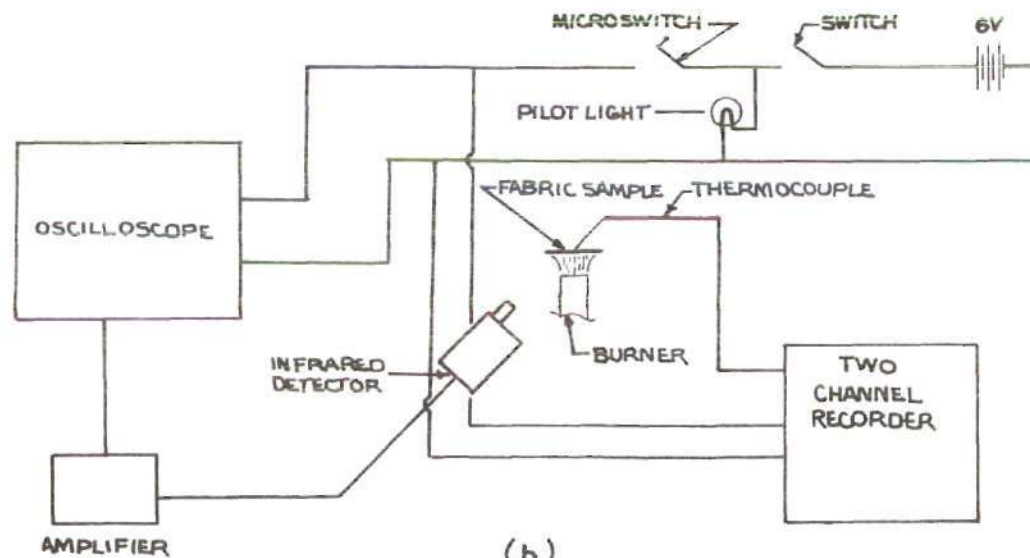 MICROSWITCH
SWITCH
6V
PILOT LIGHT
FABRIC SAMPLE
THERMOCOUPLE
OSCILLOSCOPE
INFRARED
DETECTOR
BURNER
TWO
CHANNEL
RECORDER
AMPLIFIER
(b)